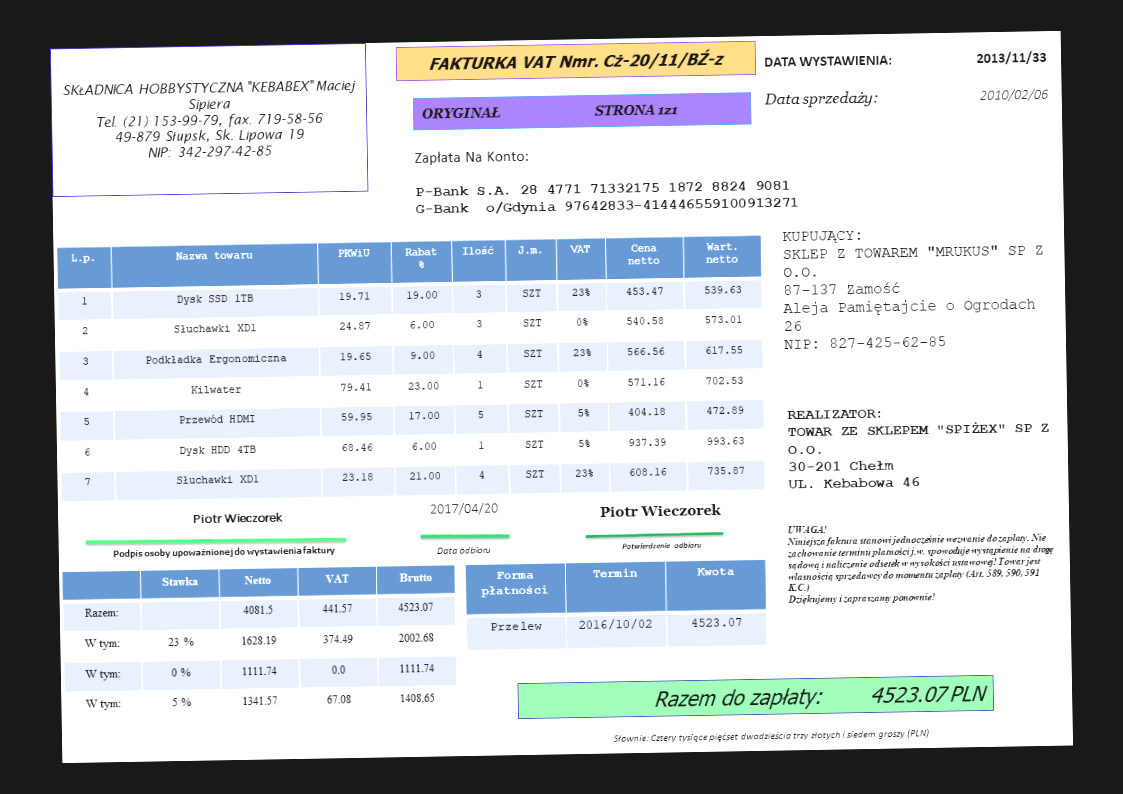 SKŁADNICA HOBBYSTYCZNA "KEBABEX" Maciej
Sipiera
Tel. (21) 153-99-79, fax. 719-58-56
49-879 Słupsk, Sk. Lipowa 19
NIP: 342-297-42-85
FAKTURKA VAT Nmr. Cż-20/11/BŹ-z
ORYGINAŁ STRONA 1z1
DATA WYSTAWIENIA: 2013/11/33
Data sprzedaży: 2010/02/06
Zapłata Na Konto:
P-Bank S.A. 28 4771 71332175 1872 8824 9081
G-Bank o/Gdynia 97642833-414446559100913271
KUPUJĄCY:
SKLEP Z TOWAREM "MRUKUS" SP Z
O.O.
87-137 Zamość
Aleja Pamiętajcie o Ogrodach
26
NIP: 827-425-62-85
L.p. Nazwa towaru PKWiU Rabat % Ilość J.m. VAT Cena netto Wart. netto
1 Dysk SSD 1TB 19.71 19.00 3 SZT 23% 453.47 539.63
2 Słuchawki XD1 24.87 6.00 3 SZT 0% 540.58 573.01
3 Podkładka Ergonomiczna 19.65 9.00 4 SZT 23% 566.56 617.55
4 Kilwater 79.41 23.00 1 SZT 0% 571.16 702.53
5 Przewód HDMI 59.95 17.00 5 SZT 5% 404.18 472.89
6 Dysk HDD 4TB 68.46 6.00 1 SZT 5% 937.39 993.63
7 Słuchawki XD1 23.18 21.00 4 SZT 23% 608.16 735.87
REALIZATOR:
TOWAR ZE SKLEPEM "SPIŻEX" SP Z
O.O.
30-201 Chełm
UL. Kebabowa 46
Piotr Wieczorek
Podpis osoby upoważnionej do wystawienia faktury
2017/04/20
Data odbioru
Piotr Wieczorek
Potwierdzenie odbioru
UWAGA!
Niniejsza faktura stanowi jednocześnie wezwanie do zapłaty. Nie
zachowanie terminu płamości j.w. spowoduje wystąpienie na drogę
sądową i naliczenie odsetek w wysokości ustawowej! Towar jest
własnością sprzedawcy do momentu zapłaty (Art. 589, 590, 591
K.C.)
Dziękujemy i zapraszamy ponownie!
Stawka Netto VAT Brutto
Razem: 4081.5 441.57 4523.07
W tym: 23 % 1628.19 374.49 2002.68
W tym: 0 % 1111.74 0.0 1111.74
W tym: 5 % 1341.57 67.08 1408.65
Forma płatności Termin Kwota
Przelew 2016/10/02 4523.07
Razem do zapłaty: 4523.07 PLN
Słownie: Cztery tysiące pięćset dwadzieścia trzy złotych i siedem groszy (PLN)